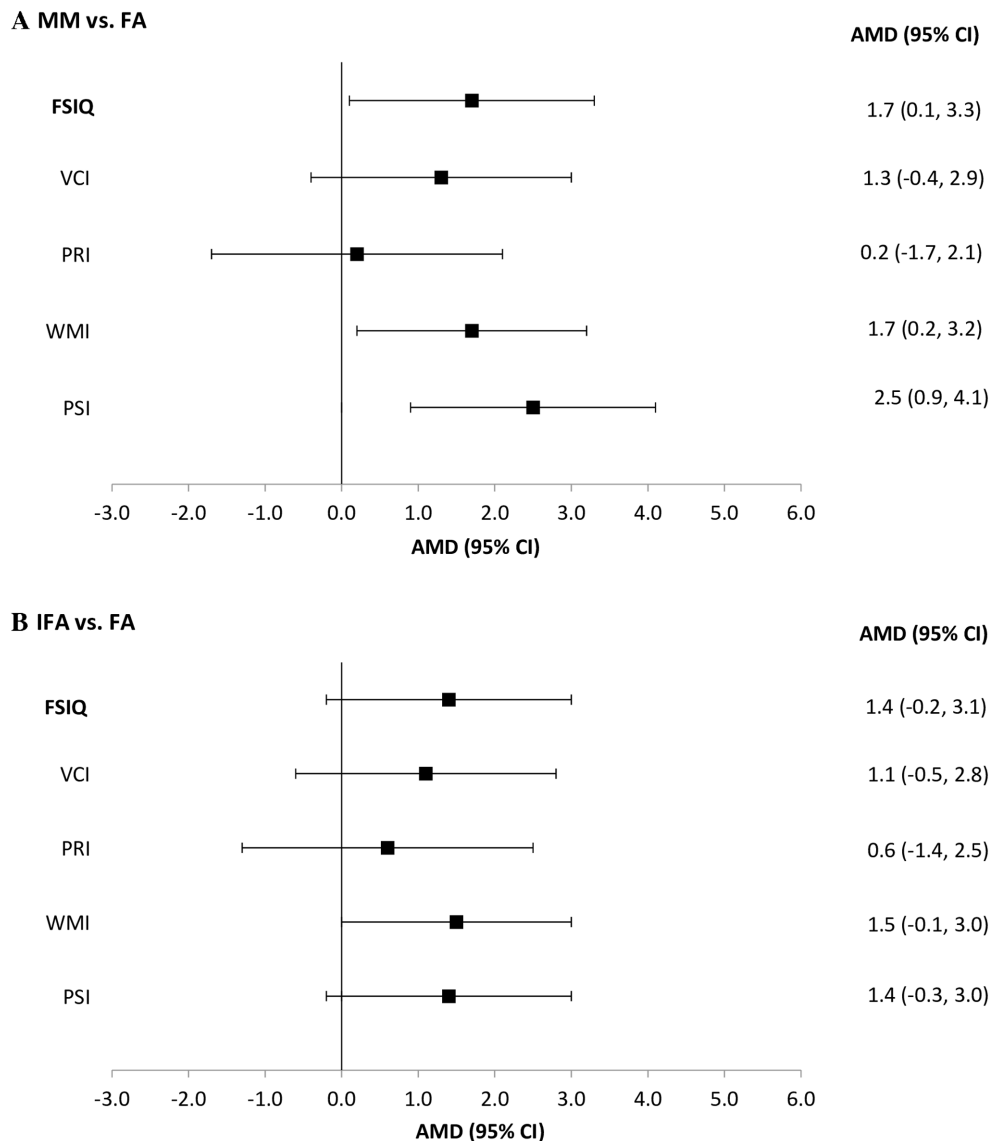 A MM vs. FA
AMD (95% CI)
FSIQ 1.7 (0.1, 3.3)
VCI 1.3 (-0.4, 2.9)
PRI 0.2 (-1.7, 2.1)
WMI 1.7 (0.2, 3.2)
PSI 2.5 (0.9, 4.1)
-3.0 -2.0 -1.0 0.0 1.0 2.0 3.0 4.0 5.0 6.0
AMD (95% CI)
B IFA vs. FA
AMD (95% CI)
FSIQ 1.4 (-0.2, 3.1)
VCI 1.1 (-0.5, 2.8)
PRI 0.6 (-1.4, 2.5)
WMI 1.5 (-0.1, 3.0)
PSI 1.4 (-0.3, 3.0)
-3.0 -2.0 -1.0 0.0 1.0 2.0 3.0 4.0 5.0 6.0
AMD (95% CI)